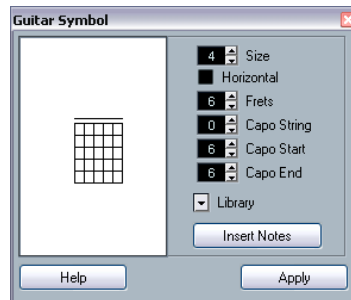 Guitar Symbol
4 Size
Horizontal
6 Frets
0 Capo String
6 Capo Start
6 Capo End
Library
Insert Notes
Help Apply